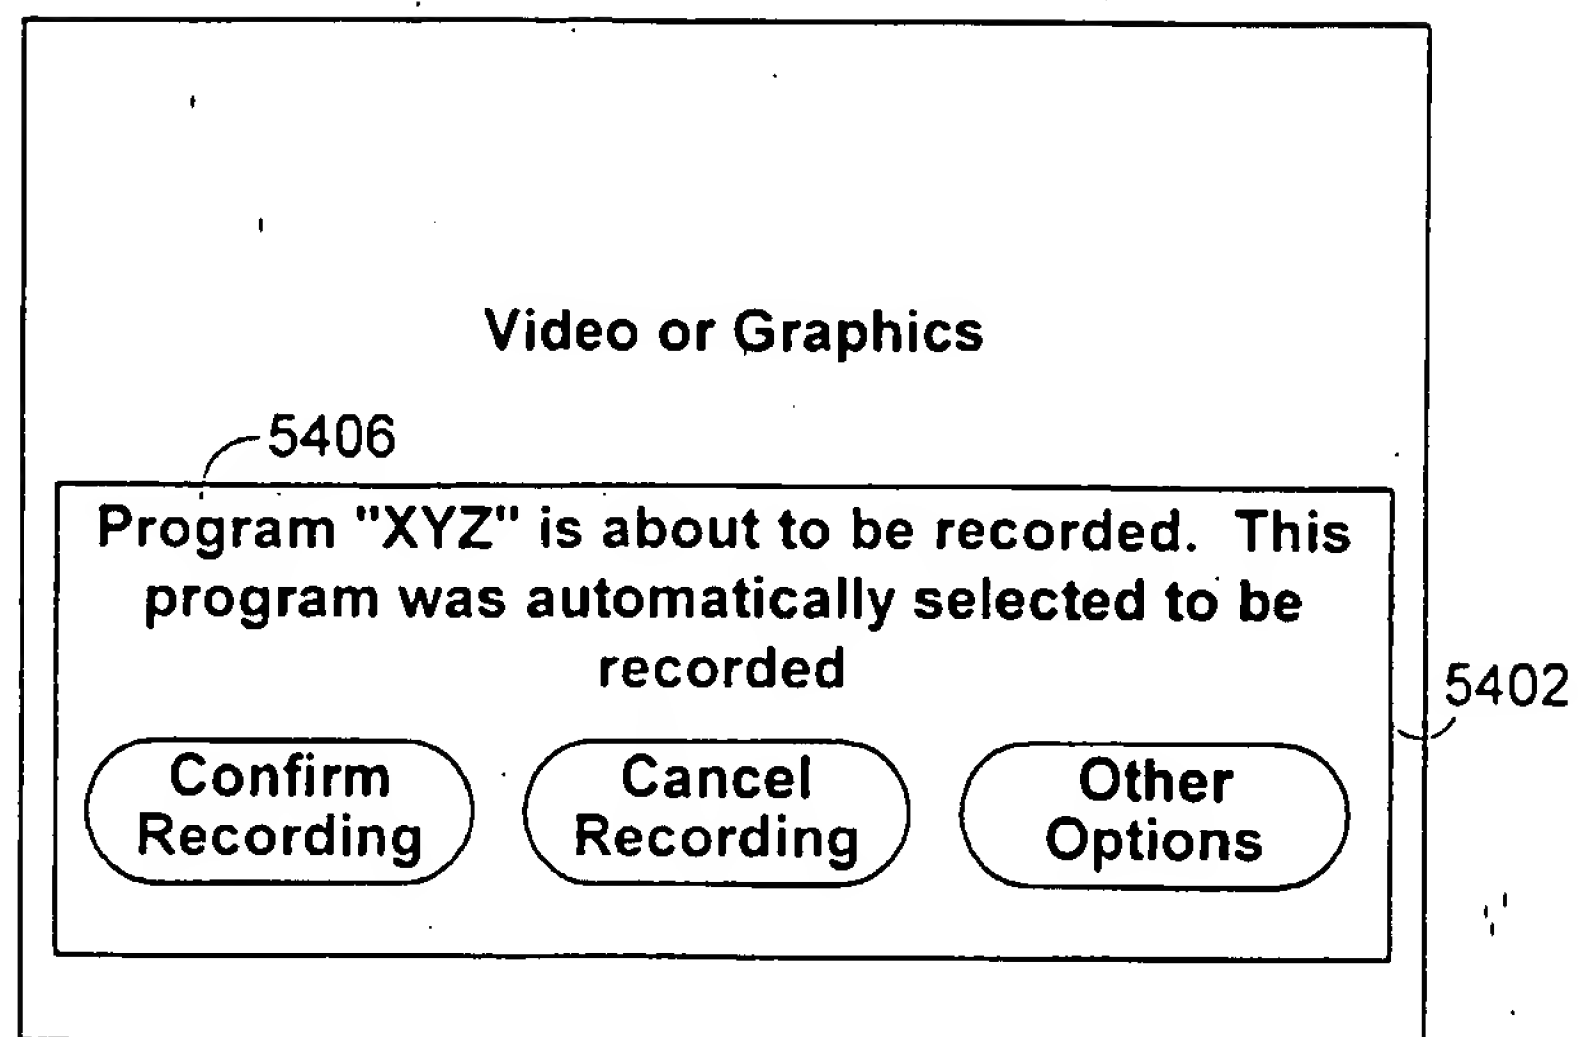 Video or Graphics
5406
Program "XYZ" is about to be recorded. This
program was automatically selected to be
recorded
5402
Confirm
Recording
Cancel
Recording
Other
Options